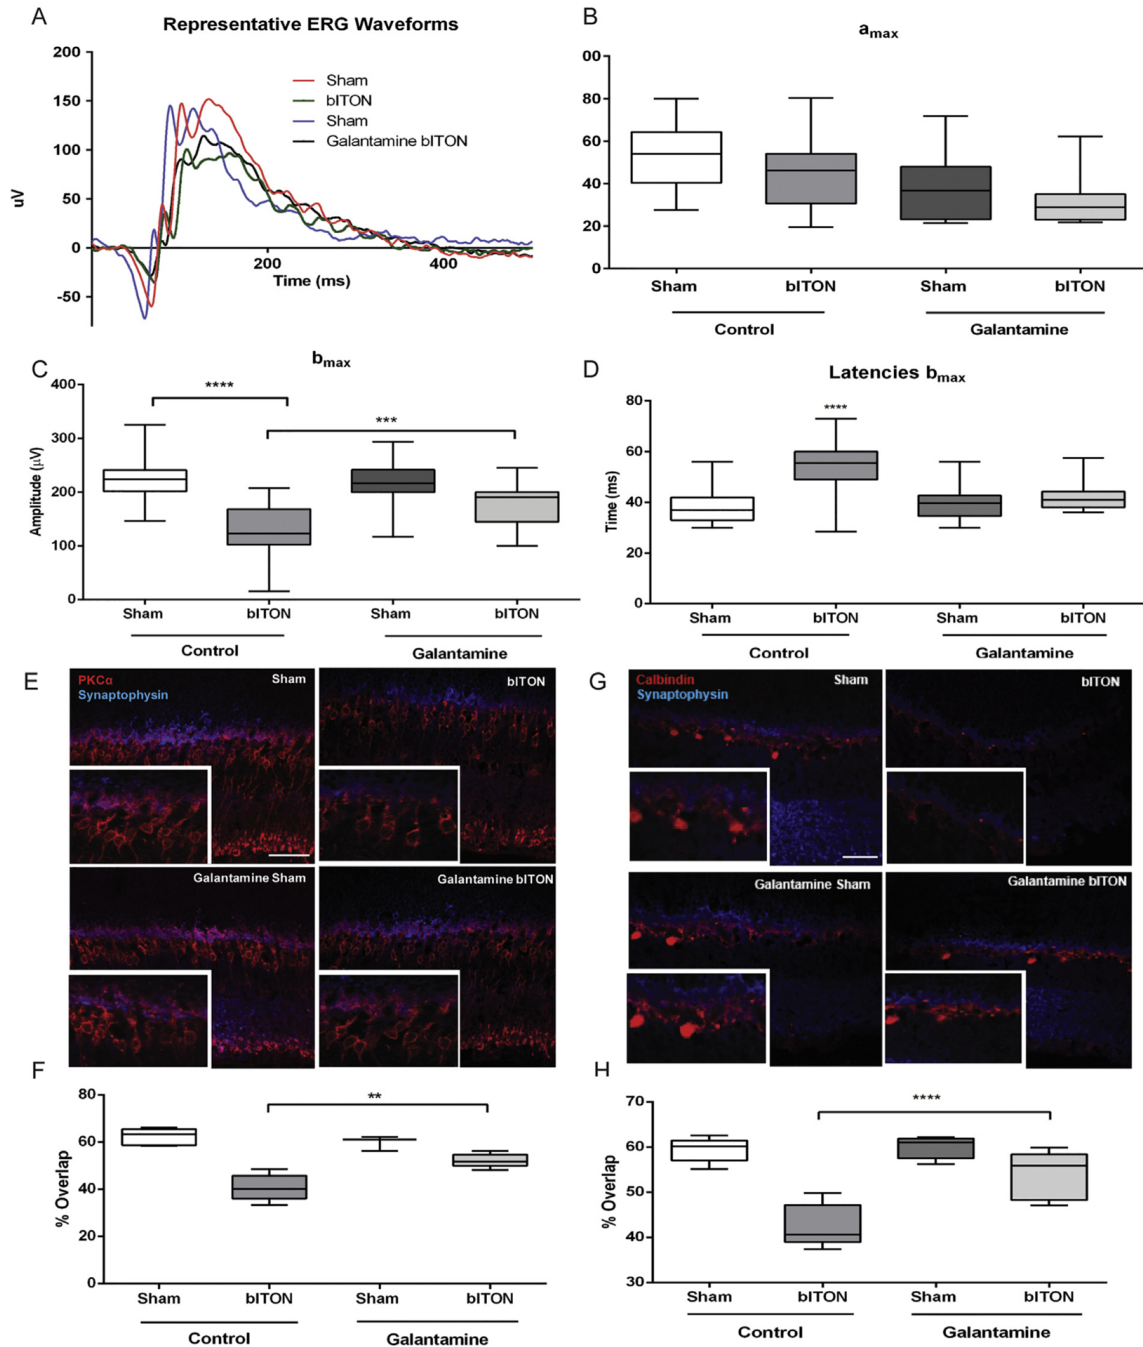 A
Representative ERG Waveforms
200
150
100
50
0
-50
uV
200
400
Time (ms)
Sham
bITON
Sham
Galantamine bITON
B
amax
00
80
60
40
20
00
Sham
bITON
Sham
bITON
Control
Galantamine
C
bmax
400
300
200
100
0
Amplitude (μV)
****
***
Sham
bITON
Sham
bITON
Control
Galantamine
D
Latencies bmax
80
60
40
20
0
Time (ms)
****
Sham
bITON
Sham
bITON
Control
Galantamine
E
PKCα
Synaptophysin
Sham
bITON
Galantamine Sham
Galantamine bITON
G
Calbindin
Synaptophysin
Sham
bITON
Galantamine Sham
Galantamine bITON
F
80
60
40
20
0
% Overlap
**
Sham
bITON
Sham
bITON
Control
Galantamine
H
70
60
50
40
30
% Overlap
****
Sham
bITON
Sham
bITON
Control
Galantamine